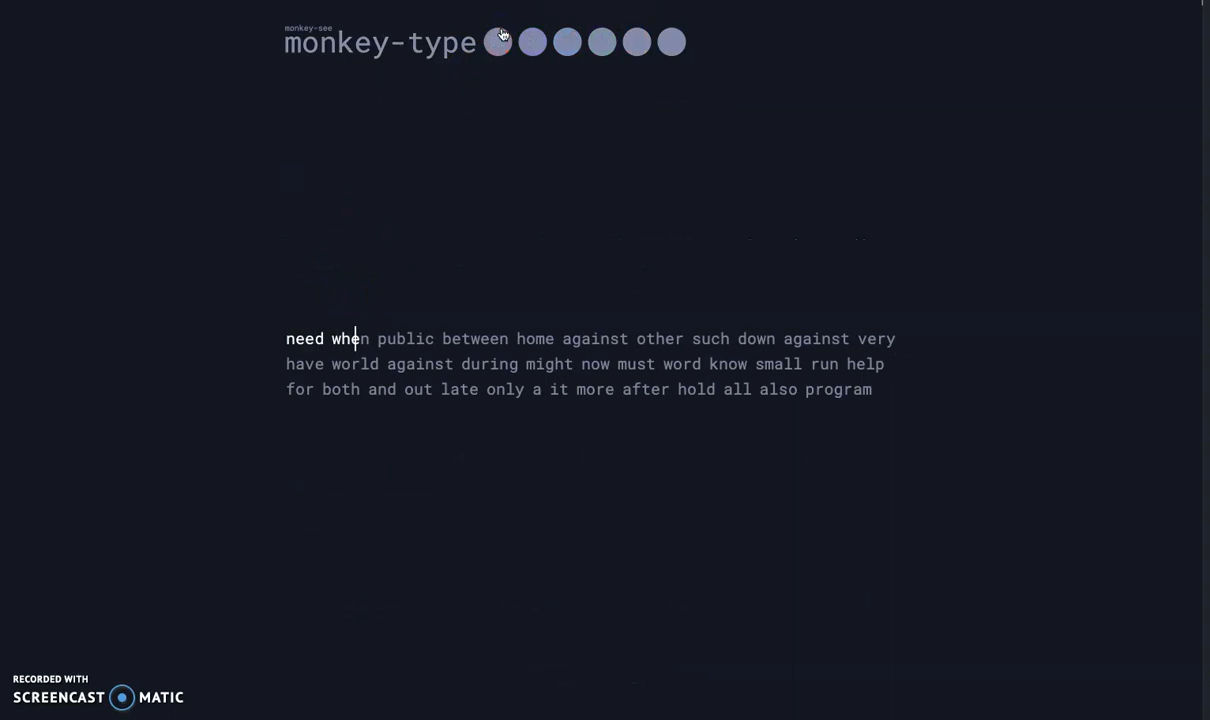 monkey-see
monkey-type
need when public between home against other such down against very
have world against during might now must word know small run help
for both and out late only a it more after hold all also program
RECORDED WITH
SCREENCAST MATIC